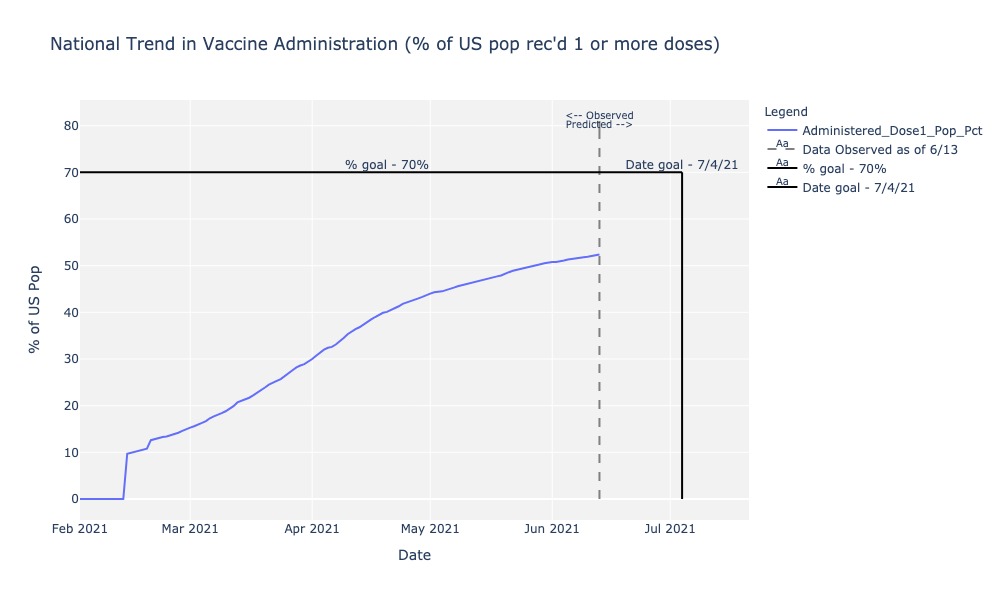 National Trend in Vaccine Administration (% of US pop rec'd 1 or more doses)
<-- Observed
Predicted -->
% goal - 70%
Date goal - 7/4/21
80
70
60
50
40
30
20
10
0
% of US Pop
Feb 2021
Mar 2021
Apr 2021
May 2021
Jun 2021
Jul 2021
Date
Legend
Administered_Dose1_Pop_Pct
Aa Data Observed as of 6/13
Aa % goal - 70%
Aa Date goal - 7/4/21